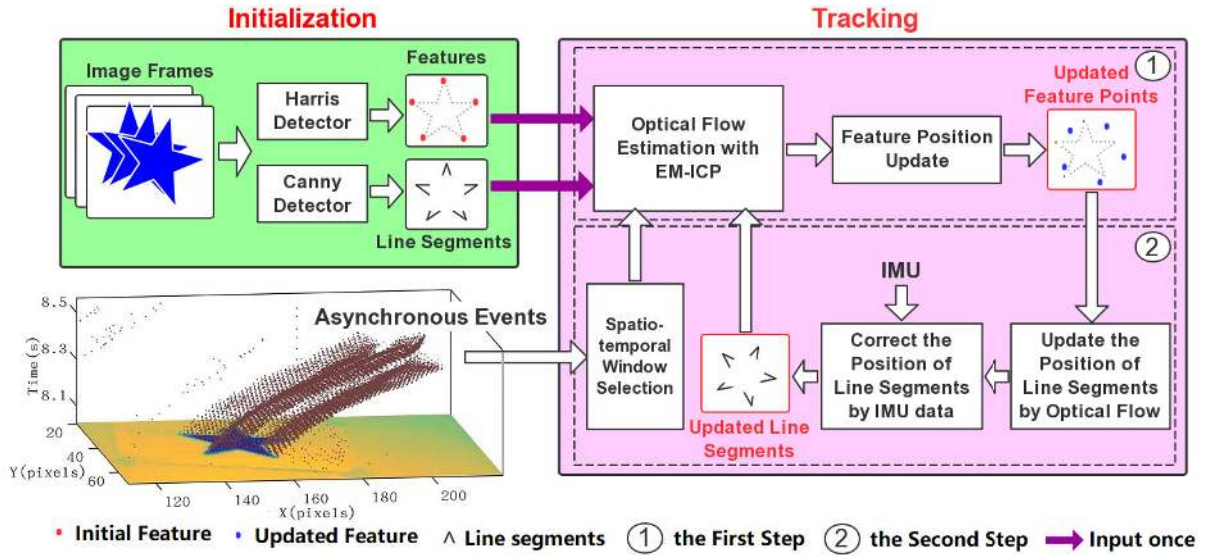 Initialization
Tracking
Image Frames
Harris
Detector
Features
Canny
Detector
Line Segments
1
Optical Flow
Estimation with
EM-ICP
Feature Position
Update
Updated
Feature Points
2
IMU
Spatio-
temporal
Window
Selection
Updated Line
Segments
Correct the
Position of
Line Segments
by IMU data
Update the
Position of
Line Segments
by Optical Flow
Asynchronous Events
Time(s)
8.5
8.3
8.1
20
40
60
Y(pixels)
120
140
160
180
200
X(pixels)
Initial Feature
Updated Feature
Line segments
1 the First Step
2 the Second Step
Input once